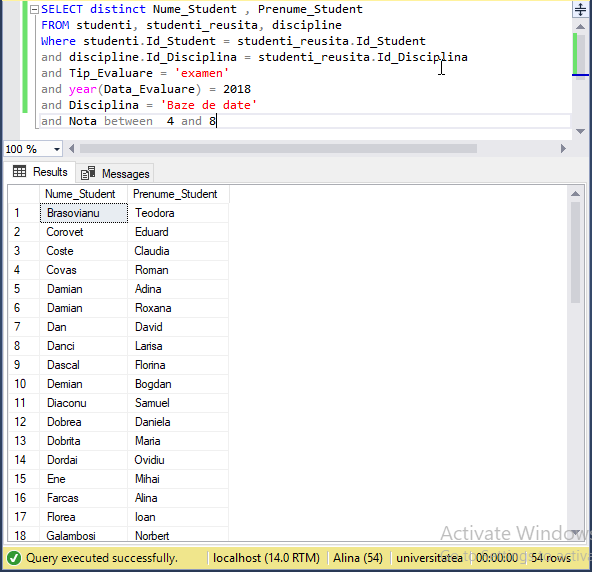 SELECT distinct Nume_Student , Prenume_Student
FROM studenti, studenti_reusita, discipline
Where studenti.Id_Student = studenti_reusita.Id_Student
and discipline.Id_Disciplina = studenti_reusita.Id_Disciplina
and Tip_Evaluare = 'examen'
and year(Data_Evaluare) = 2018
and Disciplina = 'Baze de date'
and Nota between  4 and 8
100 %
Results Messages
Nume_Student Prenume_Student
1 Brasovianu Teodora
2 Corovet Eduard
3 Coste Claudia
4 Covas Roman
5 Damian Adina
6 Damian Roxana
7 Dan David
8 Danci Larisa
9 Dascal Florina
10 Demian Bogdan
11 Diaconu Samuel
12 Dobrea Daniela
13 Dobrita Maria
14 Dordai Ovidiu
15 Ene Mihai
16 Farcas Alina
17 Florea Ioan
18 Galambosi Norbert
Activate Windows
Query executed successfully. localhost (14.0 RTM) Alina (54) universitatea 00:00:00 54 rows